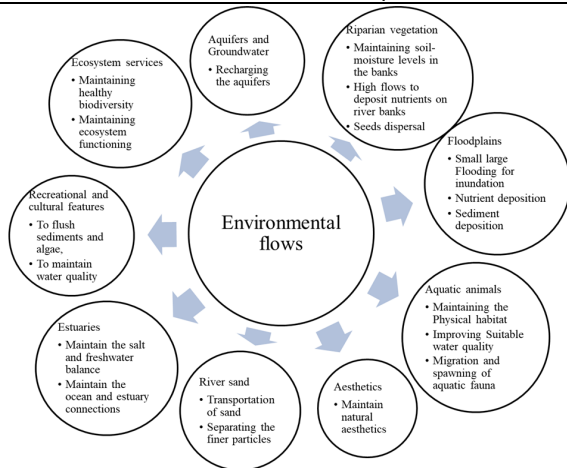 Aquifers and
Groundwater
• Recharging
the aquifers
Riparian vegetation
• Maintaining soil-
moisture levels in
the banks
• High flows to
deposit nutrients on
river banks
• Seeds dispersal
Floodplains
• Small large
Flooding for
inundation
• Nutrient deposition
• Sediment
deposition
Aquatic animals
• Maintaining the
Physical habitat
• Improving Suitable
water quality
• Migration and
spawning of
aquatic fauna
Aesthetics
• Maintain
natural
aesthetics
River sand
• Transportation
of sand
• Separating the
finer particles
Estuaries
• Maintain the salt
and freshwater
balance
• Maintain the
ocean and estuary
connections
Recreational and
cultural features
• To flush
sediments and
algae,
• To maintain
water quality
Ecosystem services
• Maintaining
healthy
biodiversity
• Maintaining
ecosystem
functioning
Environmental
flows